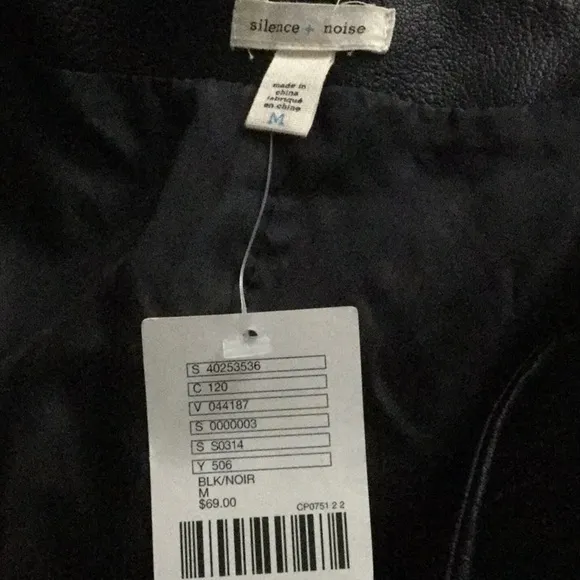 silence + noise
made in
china
fabriqué
en chine
M
S 40253536
C 120
V 044187
S 0000003
S S0314
Y 506
BLK/NOIR
M
$69.00
CP0751 2 2